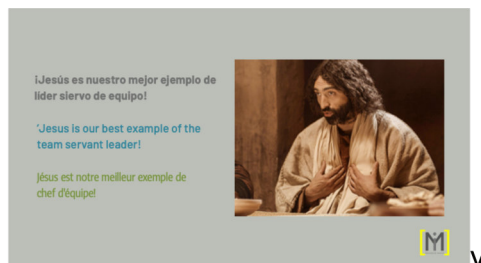 ¡Jesús es nuestro mejor ejemplo de
líder siervo de equipo!
'Jesus is our best example of the
team servant leader!
Jésus est notre meilleur exemple de
chef d'équipe!